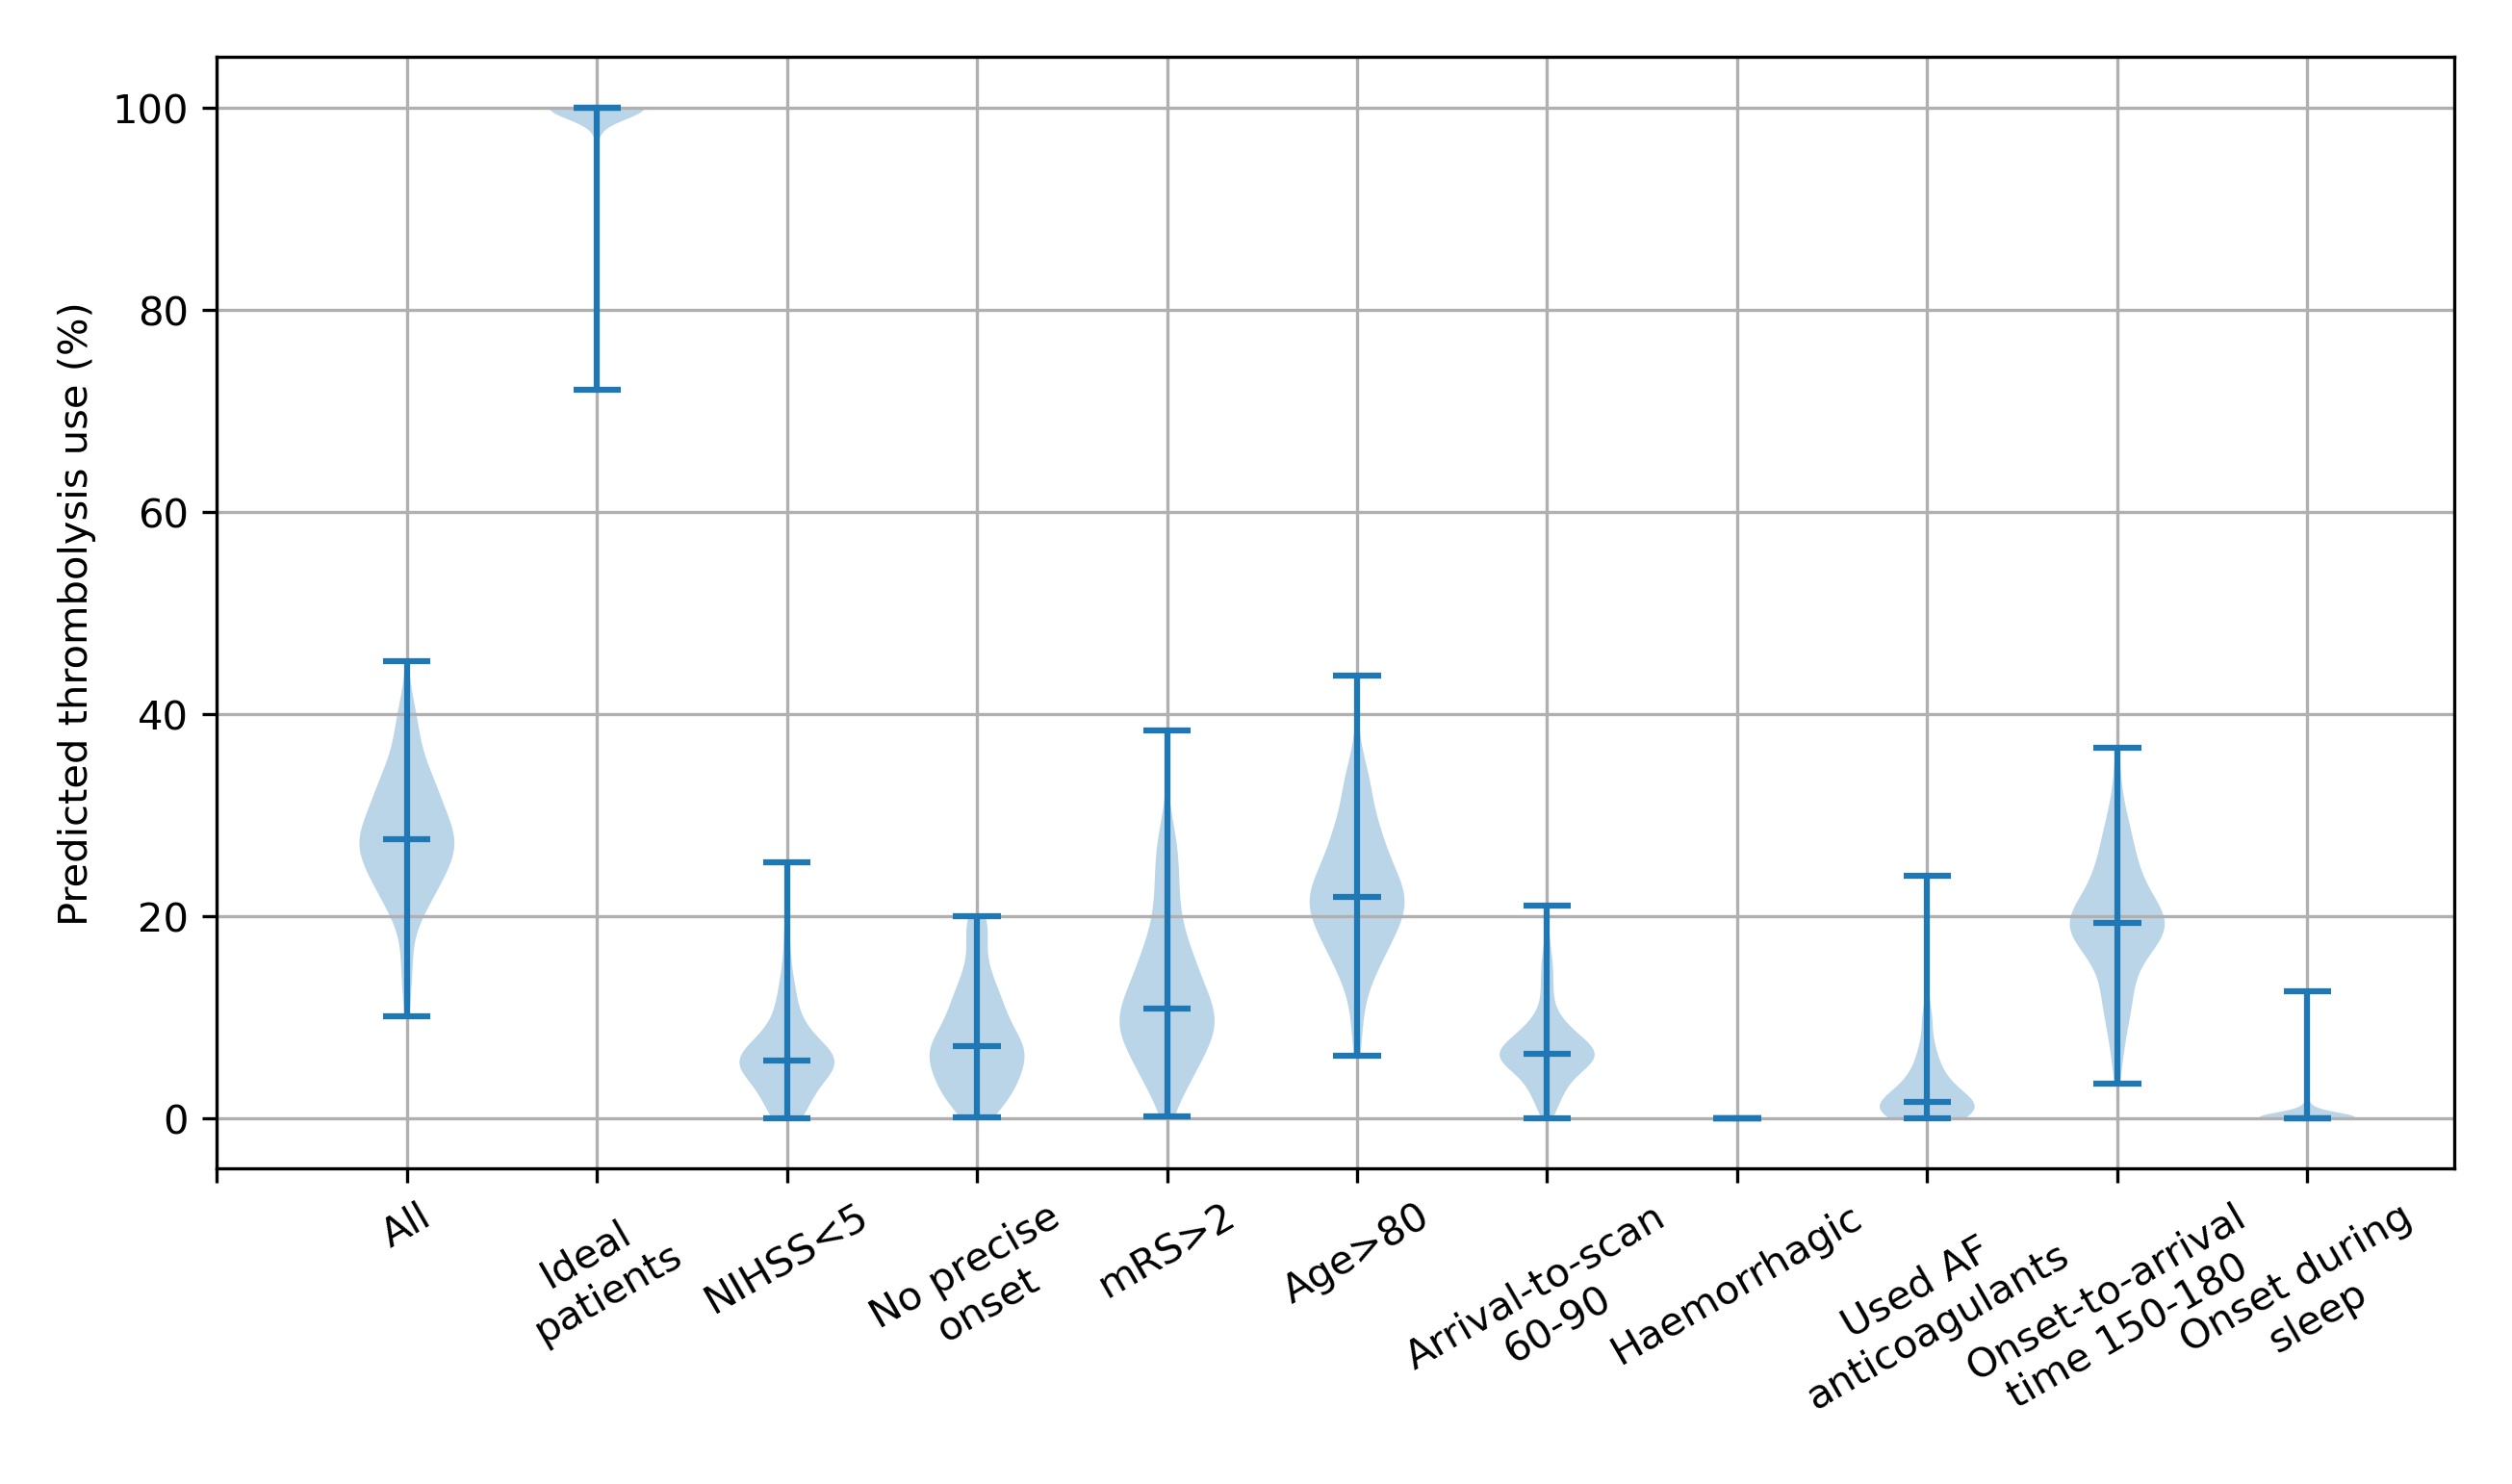 Predicted thrombolysis use (%)
100
80
60
40
20
0
All
Ideal
patients
NIHSS<5
No precise
onset
mRS>2
Age>80
Arrival-to-scan
60-90
Haemorrhagic
Used AF
anticoagulants
Onset-to-arrival
time 150-180
Onset during
sleep